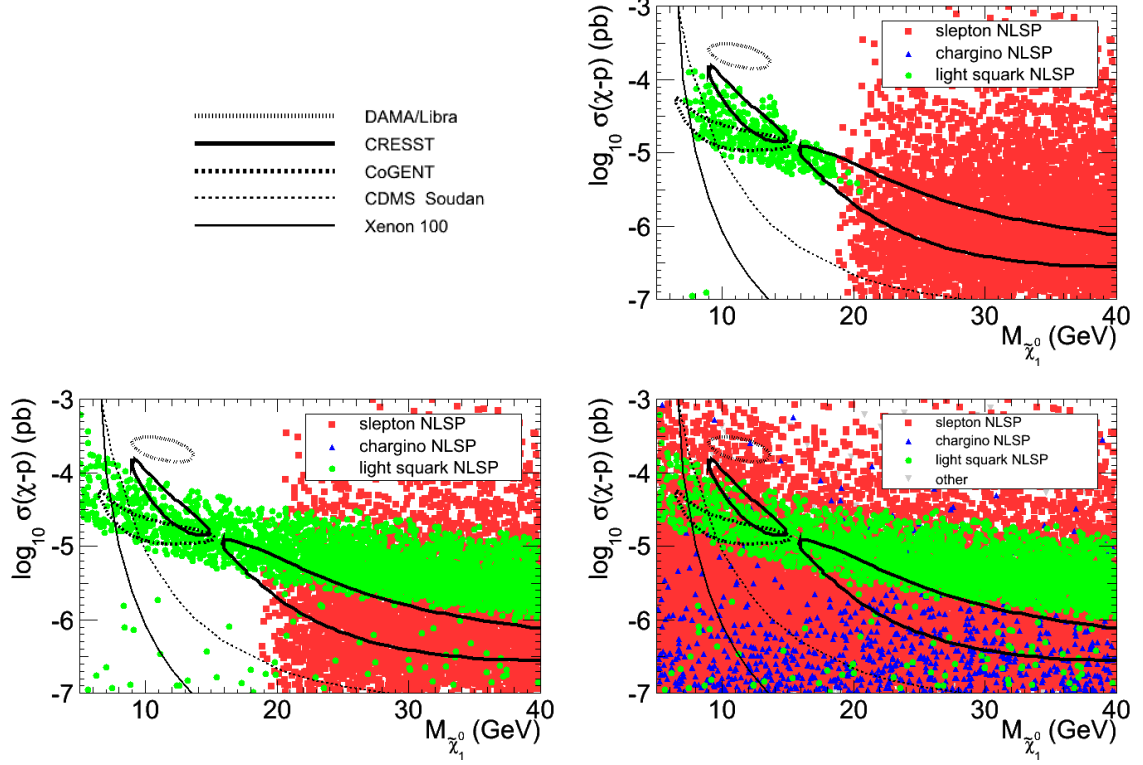 DAMA/Libra
CRESST
CoGENT
CDMS Soudan
Xenon 100
log₁₀ σ(χ-p) (pb)
-3
-4
-5
-6
-7
slepton NLSP
chargino NLSP
light squark NLSP
10 20 30 40
M_χ̃₁⁰ (GeV)
log₁₀ σ(χ-p) (pb)
-3
-4
-5
-6
-7
slepton NLSP
chargino NLSP
light squark NLSP
10 20 30 40
M_χ̃₁⁰ (GeV)
log₁₀ σ(χ-p) (pb)
-3
-4
-5
-6
-7
slepton NLSP
chargino NLSP
light squark NLSP
other
10 20 30 40
M_χ̃₁⁰ (GeV)